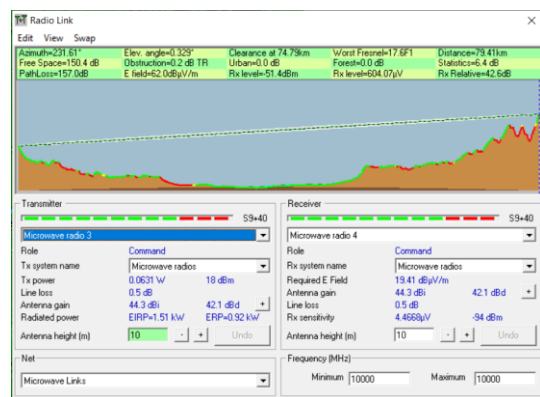 Radio Link
Edit View Swap
Azimuth=231.61° Elev. angle=0.329° Clearance at 74.79km Worst Fresnel=17.6F1 Distance=79.41km
Free Space=150.4 dB Obstruction=0.2 dB TR Urban=0.0 dB Forest=0.0 dB Statistics=6.4 dB
PathLoss=157.0dB E field=62.0dBµV/m Rx level=-51.4dBm Rx level=604.07µV Rx Relative=42.6dB
Transmitter
S9+40
Microwave radio 3
Role Command
Tx system name Microwave radios
Tx power 0.0631 W 18 dBm
Line loss 0.5 dB
Antenna gain 44.3 dBi 42.1 dBd +
Radiated power EIRP=1.51 kW ERP=0.92 kW
Antenna height (m) 10 - + Undo
Net
Microwave Links
Receiver
S9+40
Microwave radio 4
Role Command
Rx system name Microwave radios
Required E Field 19.41 dBµV/m
Antenna gain 44.3 dBi 42.1 dBd +
Line loss 0.5 dB
Rx sensitivity 4.4668µV -94 dBm
Antenna height (m) 10 - + Undo
Frequency (MHz)
Minimum 10000 Maximum 10000